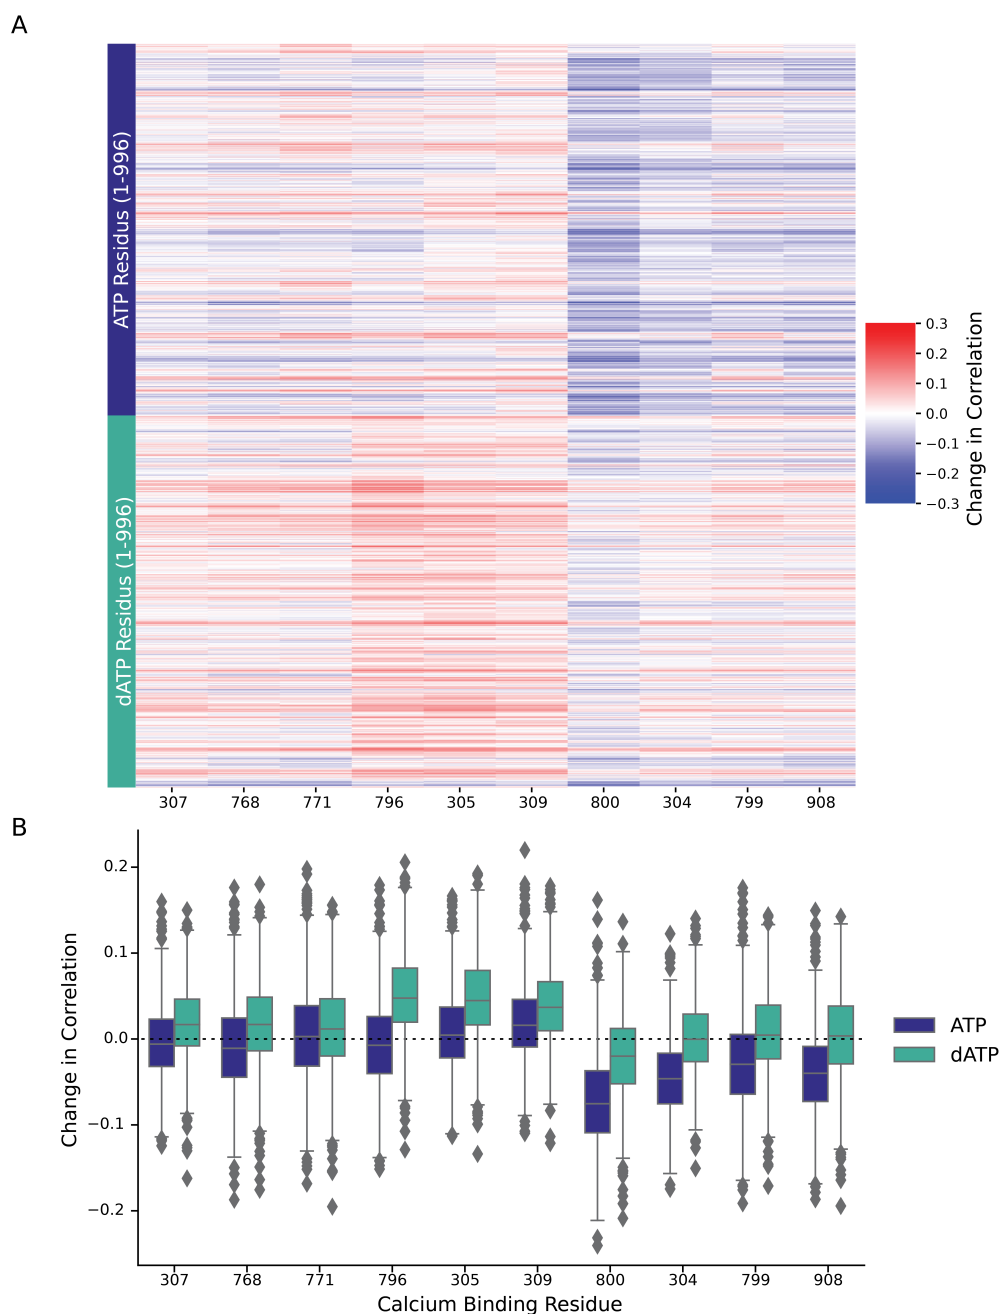 A
ATP Residus (1-996)
dATP Residus (1-996)
0.3
0.2
0.1
0.0
−0.1
−0.2
−0.3
Change in Correlation
307 768 771 796 305 309 800 304 799 908
B
0.2
0.1
0.0
−0.1
−0.2
Change in Correlation
ATP
dATP
307 768 771 796 305 309 800 304 799 908
Calcium Binding Residue